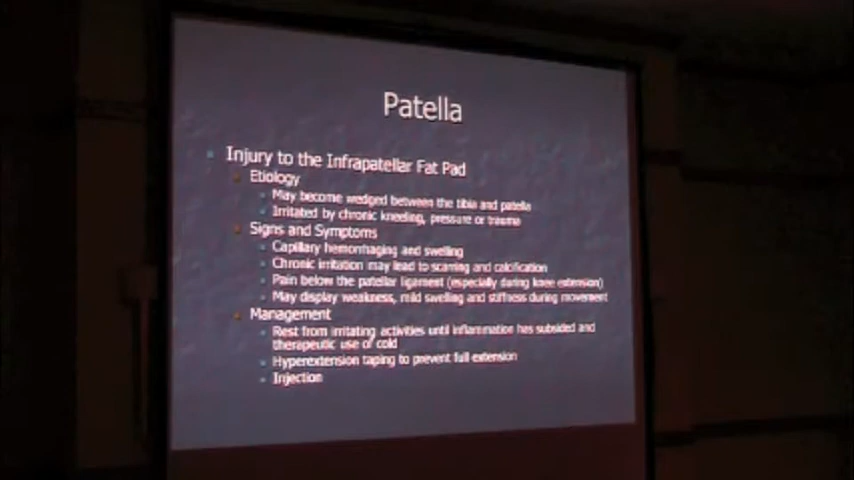 Patella
Injury to the Infrapatellar Fat Pad
Etiology
May become wedged between the tibia and patella
Irritated by chronic kneeling, pressure or trauma
Signs and Symptoms
Capillary hemorrhaging and swelling
Chronic irritation may lead to scarring and calcification
Pain below the patellar ligament (especially during knee extension)
May display weakness, mild swelling and stiffness during movement
Management
Rest from irritating activities until inflammation has subsided and
therapeutic use of cold
Hyperextension taping to prevent full extension
Injection